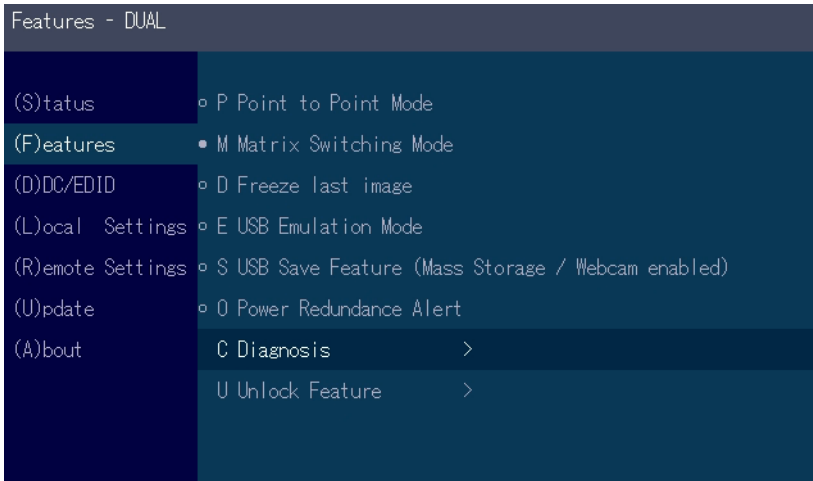 Features - DUAL
(S)tatus
(F)eatures
(D)DC/EDID
(L)ocal Settings
(R)emote Settings
(U)pdate
(A)bout
P Point to Point Mode
M Matrix Switching Mode
D Freeze last image
E USB Emulation Mode
S USB Save Feature (Mass Storage / Webcam enabled)
O Power Redundance Alert
C Diagnosis >
U Unlock Feature >